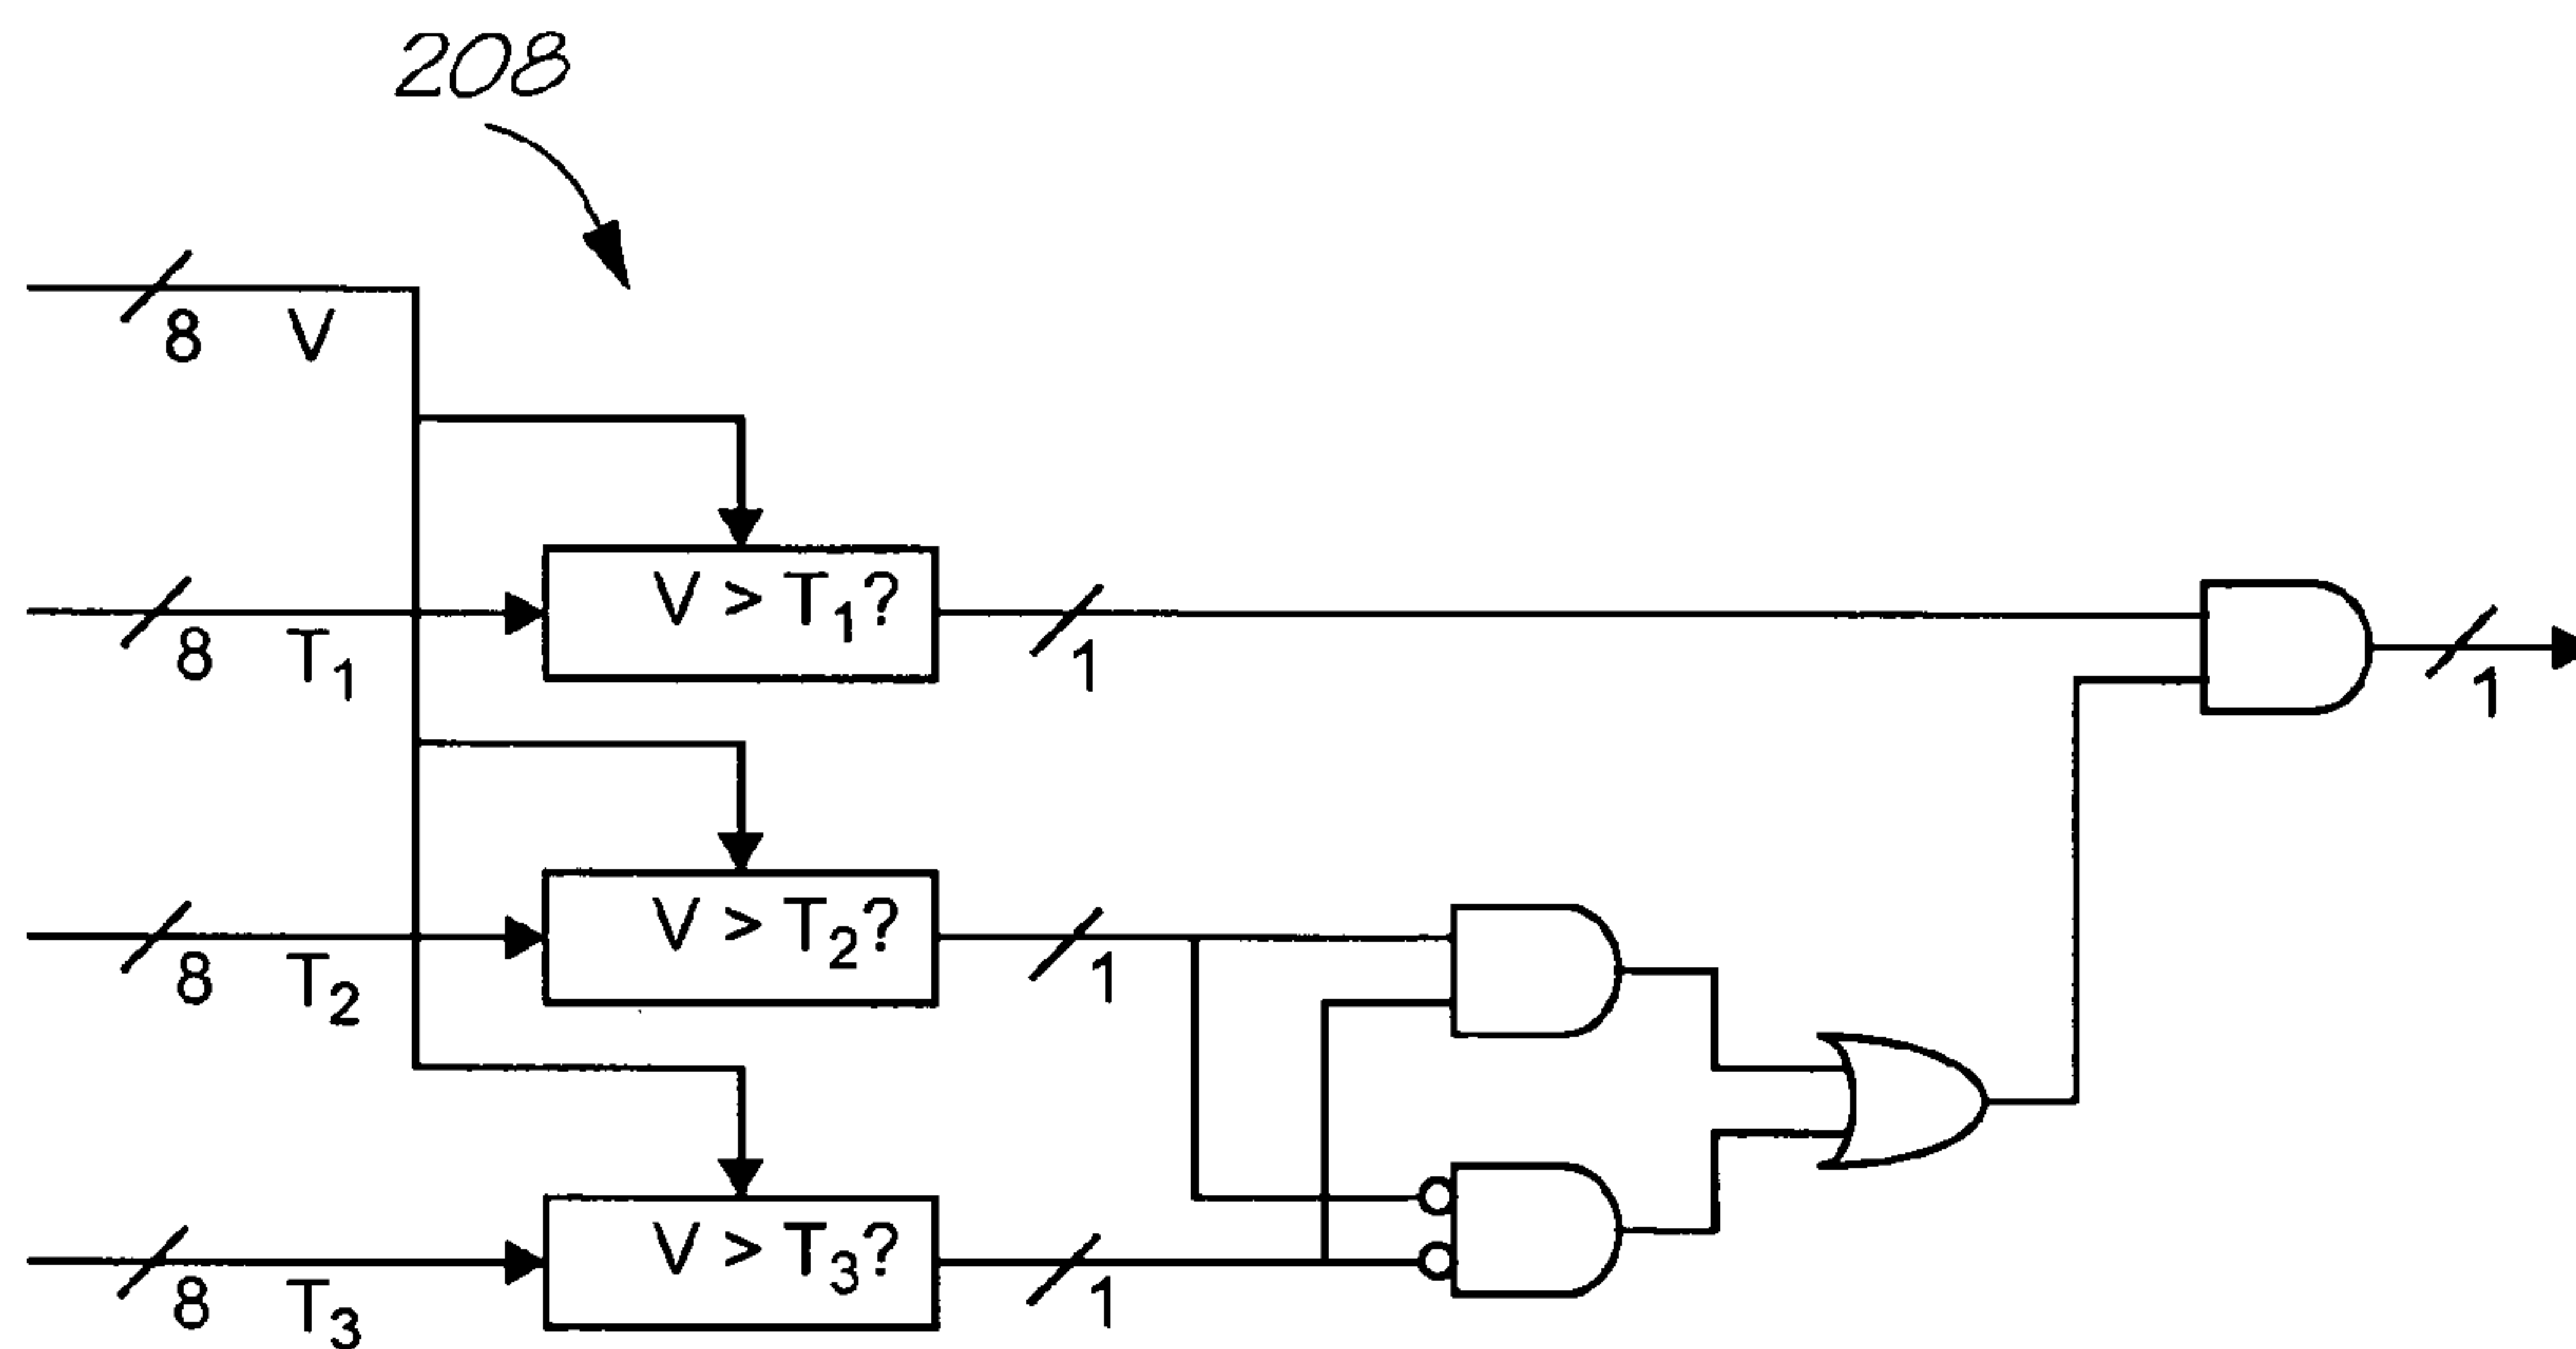 208
8 V
V > T₁?
8 T₁ 1
1
V > T₂?
8 T₂ 1
V > T₃?
8 T₃ 1